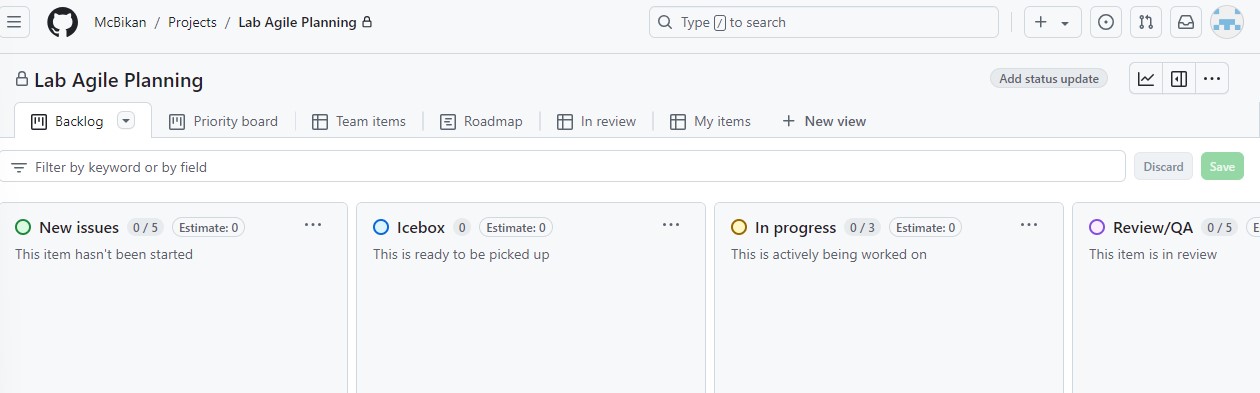 McBikan / Projects / Lab Agile Planning
Type / to search
Lab Agile Planning
Add status update
Backlog
Priority board
Team items
Roadmap
In review
My items
+ New view
Filter by keyword or by field
Discard
Save
New issues 0 / 5 Estimate: 0
This item hasn't been started
Icebox 0 Estimate: 0
This is ready to be picked up
In progress 0 / 3 Estimate: 0
This is actively being worked on
Review/QA 0 / 5 E
This item is in review